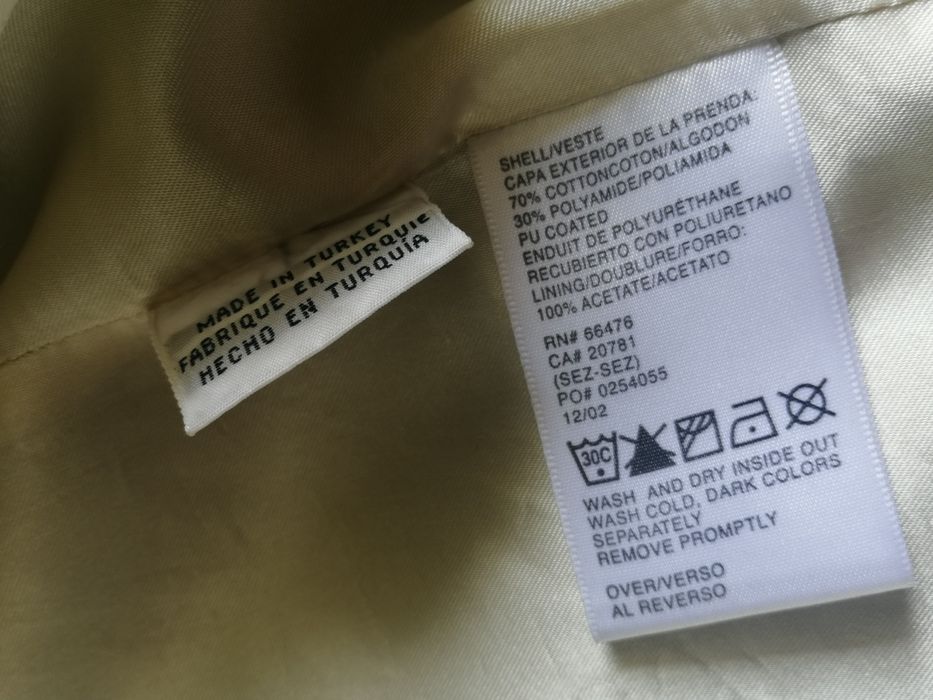 MADE IN TURKEY
FABRIQUE EN TURQUIE
HECHO EN TURQUÍA
SHELL/VESTE
CAPA EXTERIOR DE LA PRENDA:
70% COTTONCOTON/ALGODON
30% POLYAMIDE/POLIAMIDA
PU COATED
ENDUIT DE POLYURÉTHANE
RECUBIERTO CON POLIURETANO
LINING/DOUBLURE/FORRO:
100% ACETATE/ACETATO
RN# 66476
CA# 20781
(SEZ-SEZ)
PO# 0254055
12/02
30C
WASH AND DRY INSIDE OUT
WASH COLD, DARK COLORS
SEPARATELY
REMOVE PROMPTLY
OVER/VERSO
AL REVERSO